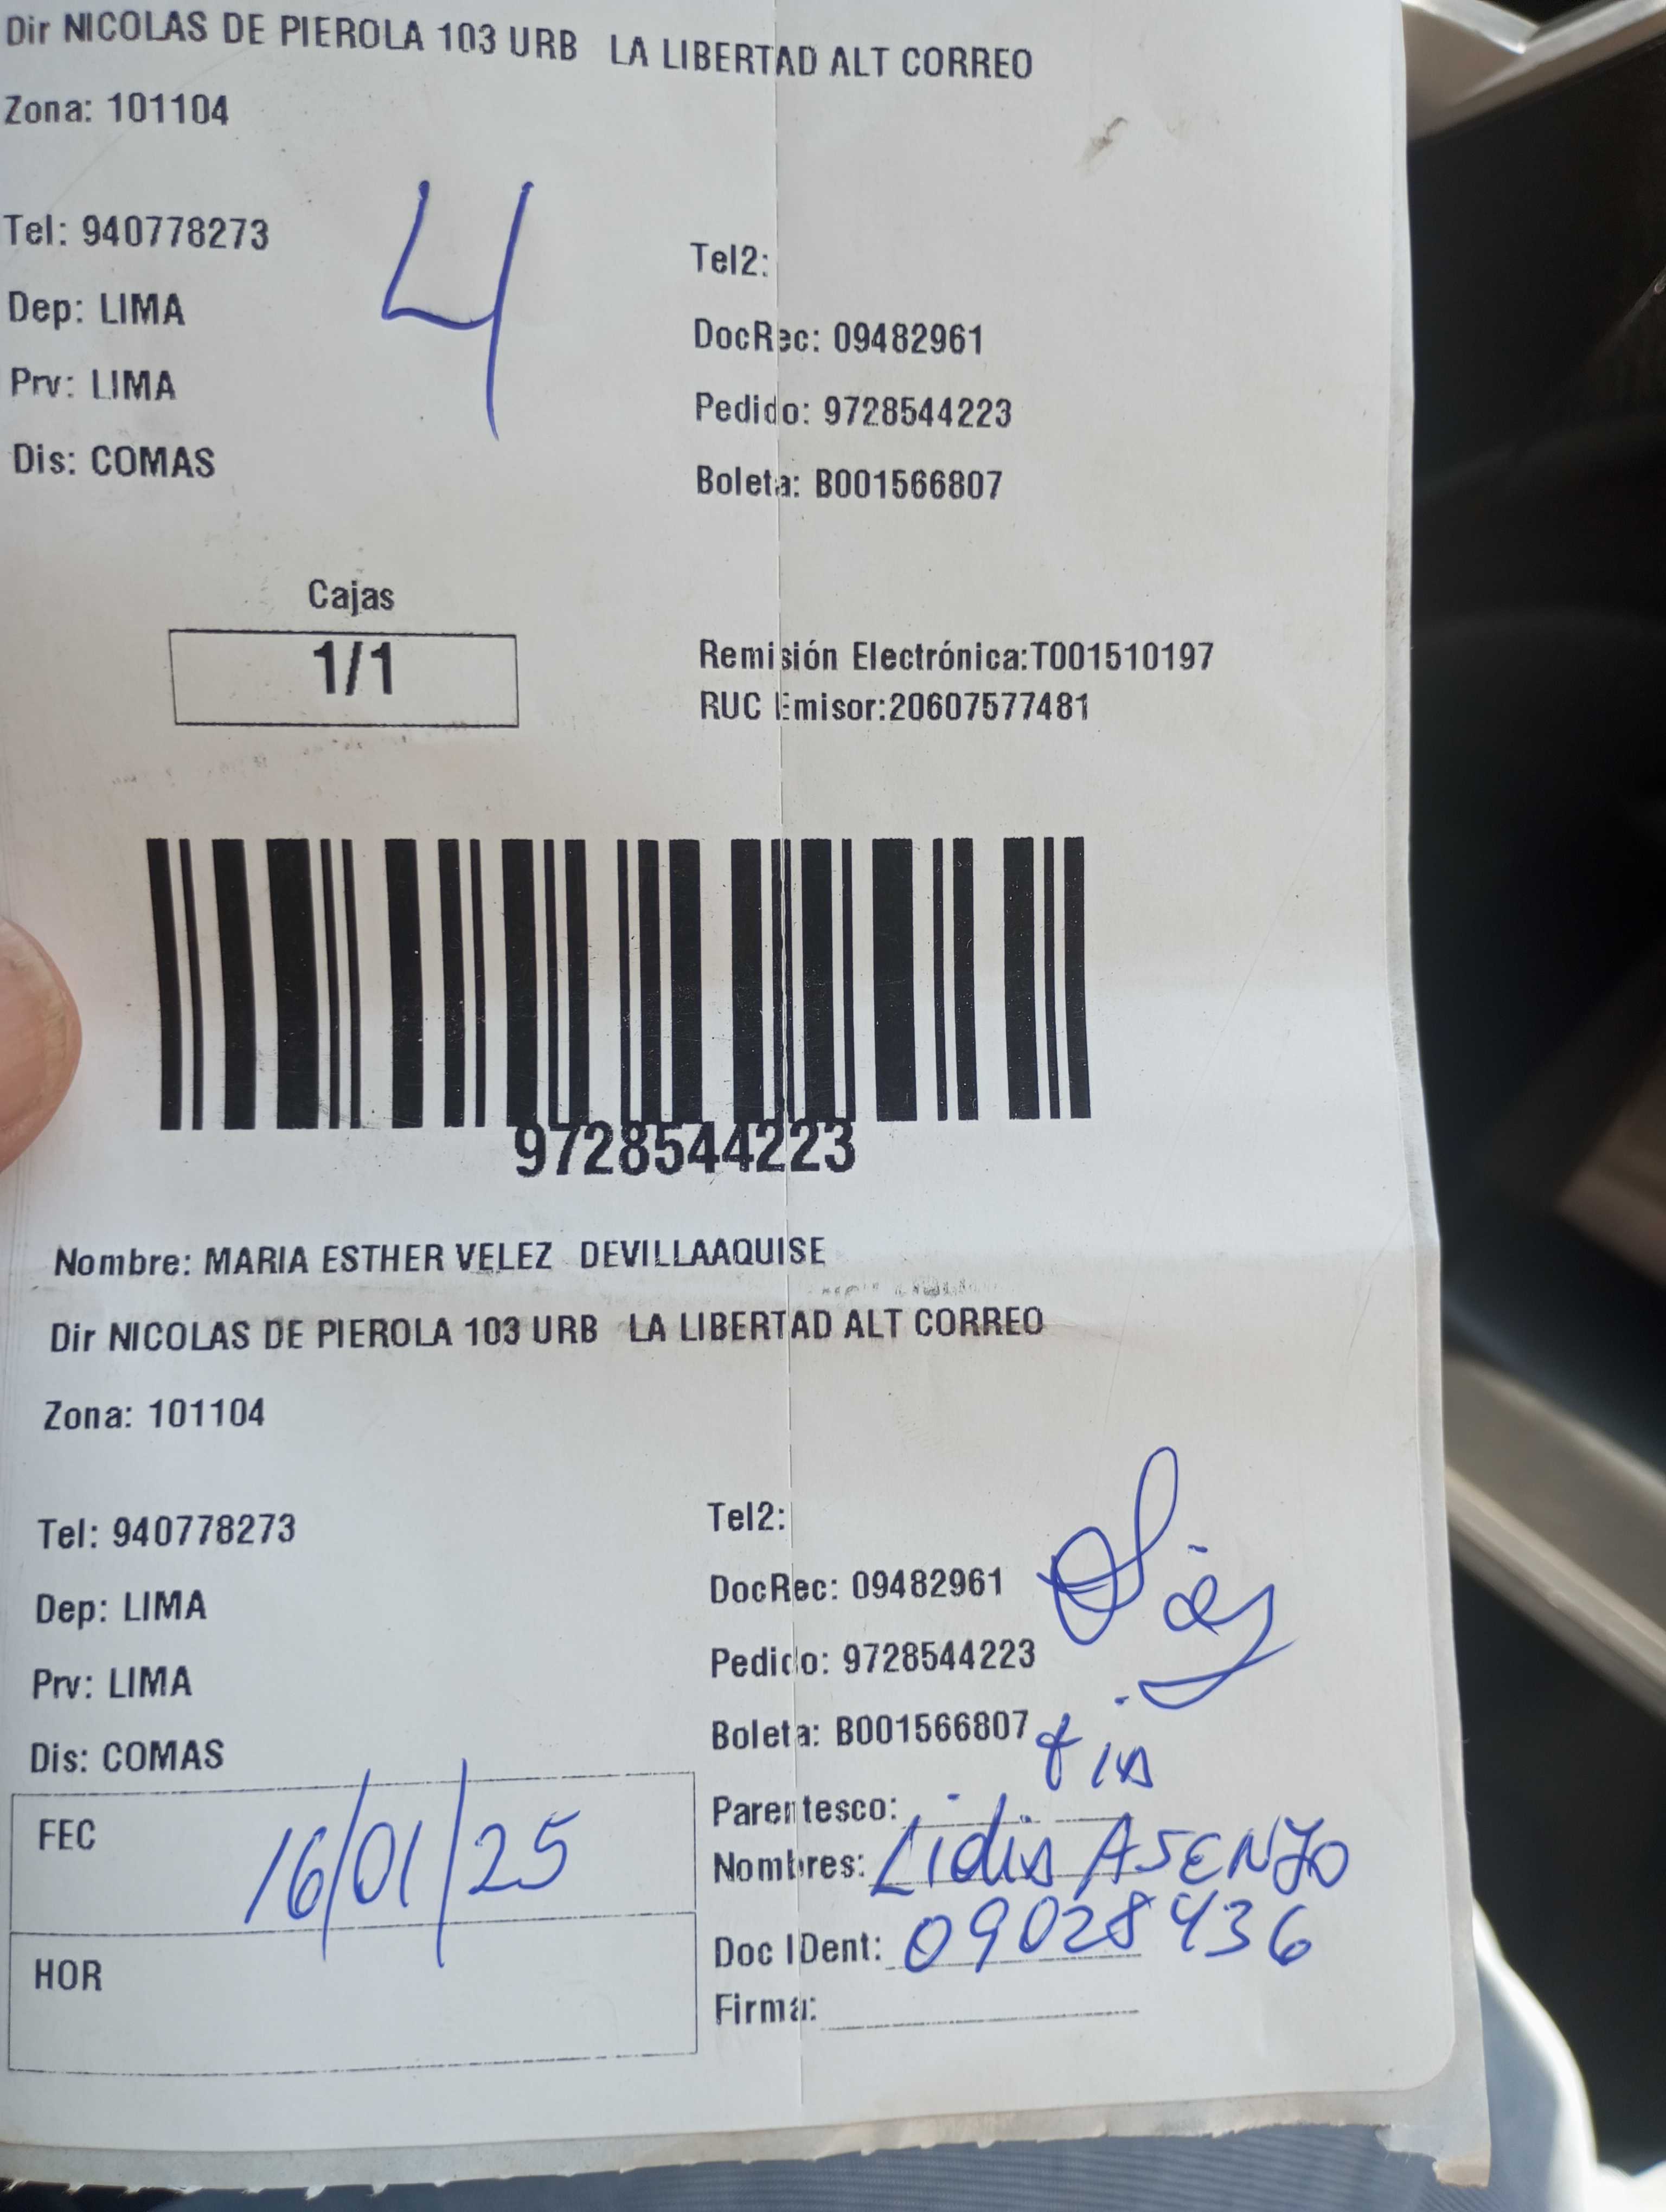 Dir NICOLAS DE PIEROLA 103 URB LA LIBERTAD ALT CORREO
Zona: 101104
4
Tel: 940778273
Tel2:
Dep: LIMA
DocRec: 09482961
Prv: LIMA
Pedido: 9728544223
Dis: COMAS
Boleta: B001566807
Cajas
1/1
Remisión Electrónica:T001510197
RUC Emisor:20607577481
9728544223
Nombre: MARIA ESTHER VELEZ DEVILLAAQUISE
Dir NICOLAS DE PIEROLA 103 URB LA LIBERTAD ALT CORREO
Zona: 101104
Tel: 940778273
Tel2:
Dep: LIMA
DocRec: 09482961
Prv: LIMA
Pedido: 9728544223
Dis: COMAS
Boleta: B001566807
FEC 16/01/25
Parentesco: tia
Nombres: Lidia ASENJO
HOR
Doc IDent: 09028436
Firma: